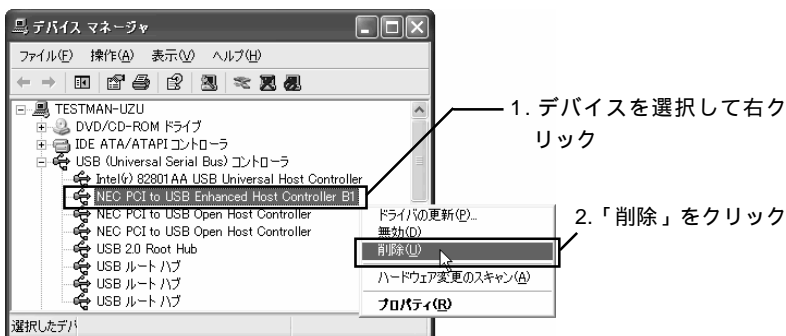 デバイス マネージャ
ファイル(F) 操作(A) 表示(V) ヘルプ(H)
TESTMAN-UZU
DVD/CD-ROM ドライブ
IDE ATA/ATAPI コントローラ
USB (Universal Serial Bus) コントローラ
Intel(r) 82801AA USB Universal Host Controller
NEC PCI to USB Enhanced Host Controller B1
NEC PCI to USB Open Host Controller
NEC PCI to USB Open Host Controller
USB 2.0 Root Hub
USB ルート ハブ
USB ルート ハブ
USB ルート ハブ
選択したデバ
ドライバの更新(P)...
無効(D)
削除(U)
ハードウェア変更のスキャン(A)
プロパティ(R)
1. デバイスを選択して右ク
リック
2.「削除」をクリック